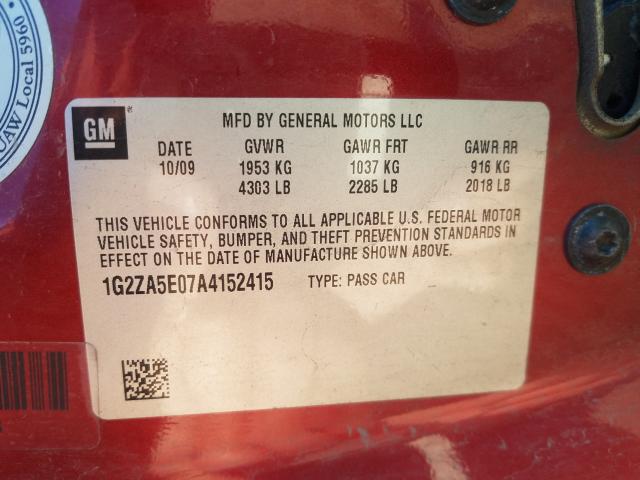 UAW Local 5960
GM
®
MFD BY GENERAL MOTORS LLC
DATE GVWR GAWR FRT GAWR RR
10/09 1953 KG 1037 KG 916 KG
4303 LB 2285 LB 2018 LB
THIS VEHICLE CONFORMS TO ALL APPLICABLE U.S. FEDERAL MOTOR
VEHICLE SAFETY, BUMPER, AND THEFT PREVENTION STANDARDS IN
EFFECT ON THE DATE OF MANUFACTURE SHOWN ABOVE.
1G2ZA5E07A4152415 TYPE: PASS CAR